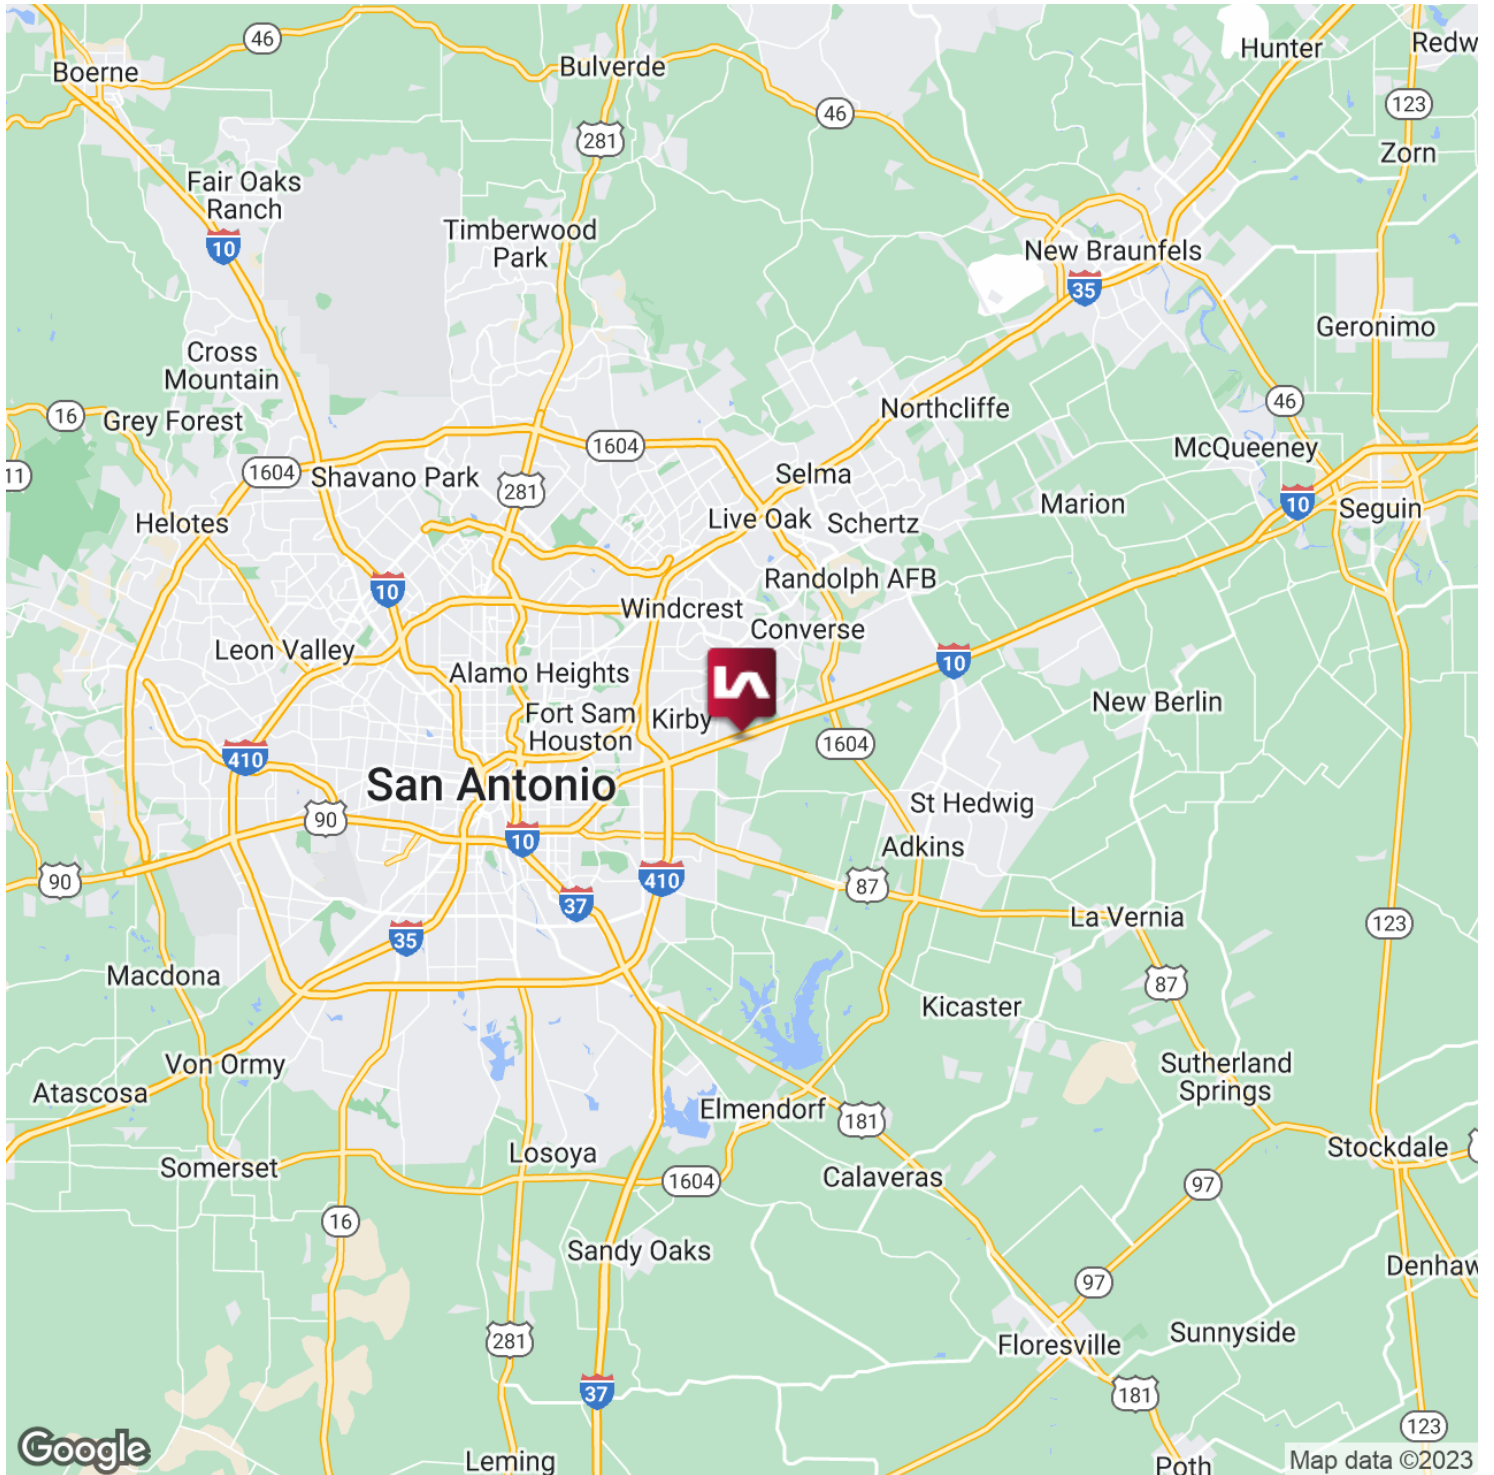 46
Boerne
Bulverde
Hunter
Redw
123
46
281
Zorn
Fair Oaks
Ranch
10
Timberwood
Park
New Braunfels
35
Geronimo
Cross
Mountain
16
Grey Forest
Northcliffe
46
1604
McQueeney
1604
Shavano Park
281
Selma
11
Marion
10
Seguin
Helotes
Live Oak
Schertz
10
Randolph AFB
Windcrest
Converse
Leon Valley
10
Alamo Heights
New Berlin
Fort Sam
Houston
Kirby
1604
410
San Antonio
St Hedwig
90
10
Adkins
90
410
87
37
La Vernia
123
35
Macdona
87
Kicaster
Von Ormy
Sutherland
Springs
Atascosa
Elmendorf
181
Stockdale
Losoya
Somerset
1604
Calaveras
97
16
Sandy Oaks
Denhaw
97
281
Floresville
Sunnyside
37
181
123
Google
Leming
Poth
Map data ©2023